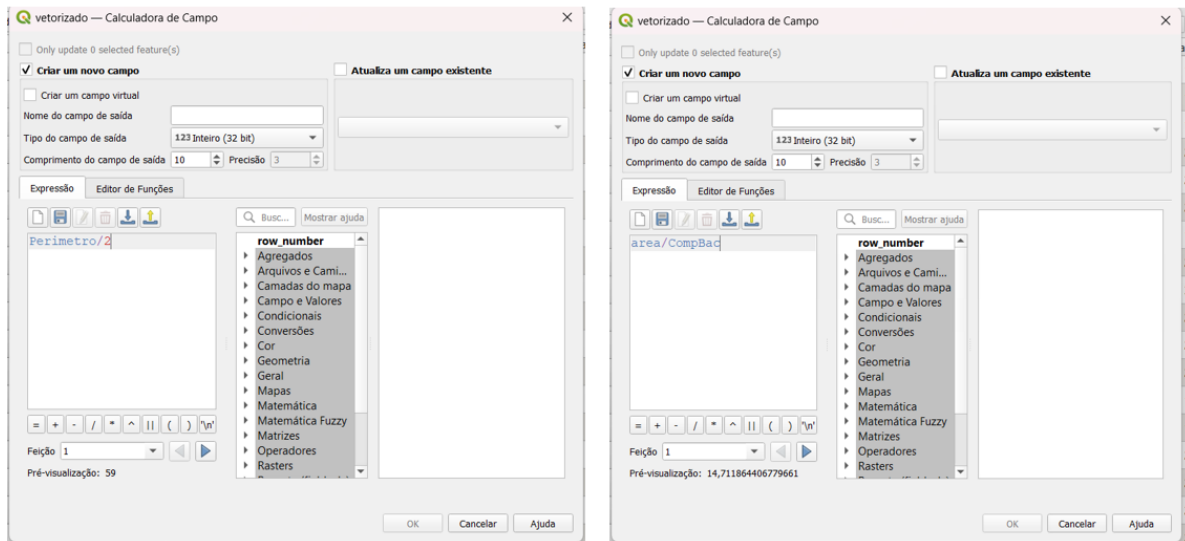 vetorizado — Calculadora de Campo
Only update 0 selected feature(s)
Criar um novo campo
Atualiza um campo existente
Criar um campo virtual
Nome do campo de saída
Tipo do campo de saída 123 Inteiro (32 bit)
Comprimento do campo de saída 10 Precisão 3
Expressão Editor de Funções
Busc... Mostrar ajuda
Perimetro/2
row_number
Agregados
Arquivos e Cami...
Camadas do mapa
Campo e Valores
Condicionais
Conversões
Cor
Geometria
Geral
Mapas
Matemática
Matemática Fuzzy
Matrizes
Operadores
Rasters
= + - / * ^ || ( ) '\n'
Feição 1
Pré-visualização: 59
OK Cancelar Ajuda
vetorizado — Calculadora de Campo
Only update 0 selected feature(s)
Criar um novo campo
Atualiza um campo existente
Criar um campo virtual
Nome do campo de saída
Tipo do campo de saída 123 Inteiro (32 bit)
Comprimento do campo de saída 10 Precisão 3
Expressão Editor de Funções
Busc... Mostrar ajuda
area/CompBac
row_number
Agregados
Arquivos e Cami...
Camadas do mapa
Campo e Valores
Condicionais
Conversões
Cor
Geometria
Geral
Mapas
Matemática
Matemática Fuzzy
Matrizes
Operadores
Rasters
= + - / * ^ || ( ) '\n'
Feição 1
Pré-visualização: 14,711864406779661
OK Cancelar Ajuda